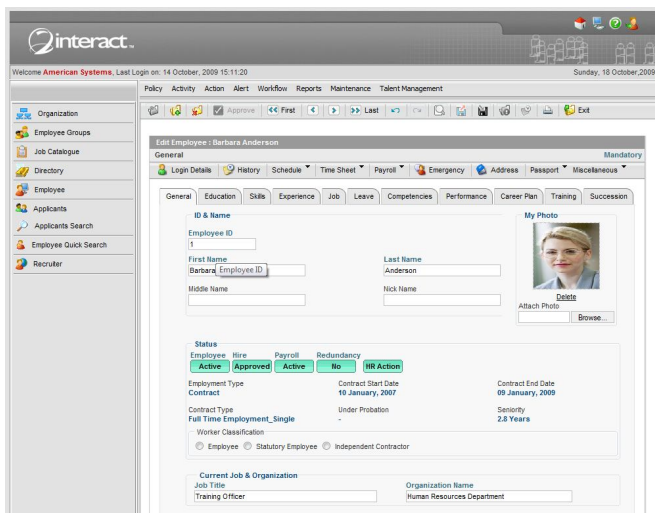 interact
Welcome American Systems, Last Login on: 14 October, 2009 15:11:20 Sunday, 18 October,2009
Policy Activity Action Alert Workflow Reports Maintenance Talent Management
Approve First Last Exit
Organization
Employee Groups
Job Catalogue
Directory
Employee
Applicants
Applicants Search
Employee Quick Search
Recruiter
Edit Employee : Barbara Anderson
General Mandatory
Login Details History Schedule Time Sheet Payroll Emergency Address Passport Miscellaneous
General Education Skills Experience Job Leave Competencies Performance Career Plan Training Succession
ID & Name My Photo
Employee ID
1
First Name Last Name
Barbara Employee ID Anderson
Middle Name Nick Name
Delete
Attach Photo
Browse...
Status
Employee Hire Payroll Redundancy
Active Approved Active No HR Action
Employment Type Contract Start Date Contract End Date
Contract 10 January, 2007 09 January, 2009
Contract Type Under Probation Seniority
Full Time Employment_Single - 2.8 Years
Worker Classification
Employee Statutory Employee Independent Contractor
Current Job & Organization
Job Title Organization Name
Training Officer Human Resources Department